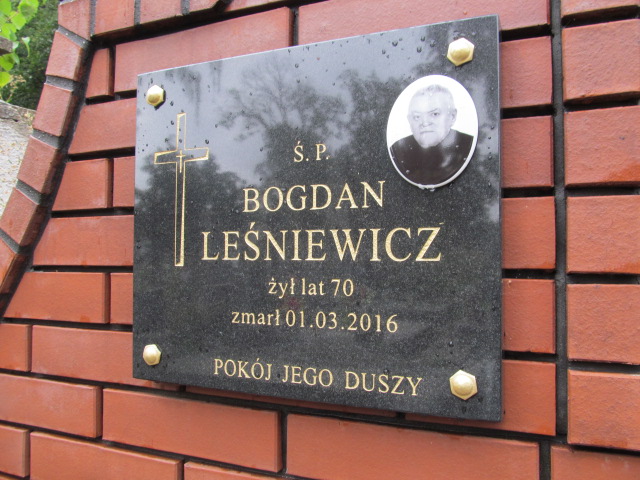 Ś. P.
BOGDAN
LEŚNIEWICZ
żył lat 70
zmarł 01.03.2016
POKÓJ JEGO DUSZY